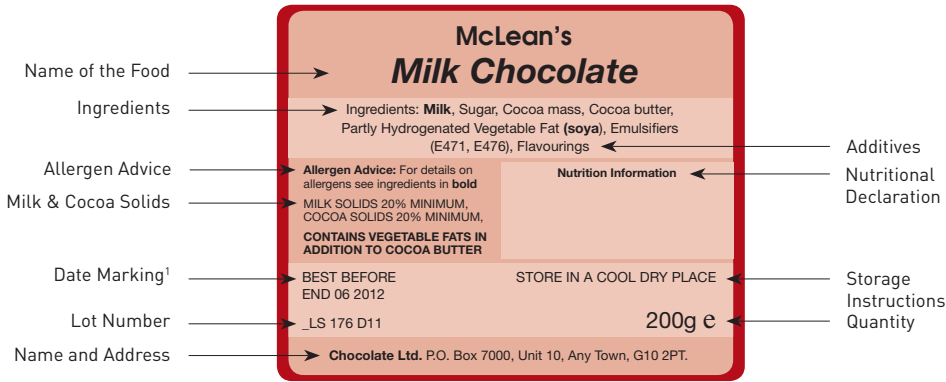 McLean's
Milk Chocolate
Name of the Food
Ingredients
Ingredients: Milk, Sugar, Cocoa mass, Cocoa butter,
Partly Hydrogenated Vegetable Fat (soya), Emulsifiers
(E471, E476), Flavourings
Additives
Allergen Advice
Allergen Advice: For details on
allergens see ingredients in bold
Nutrition Information
Nutritional
Declaration
Milk & Cocoa Solids
MILK SOLIDS 20% MINIMUM,
COCOA SOLIDS 20% MINIMUM,
CONTAINS VEGETABLE FATS IN
ADDITION TO COCOA BUTTER
Date Marking¹
BEST BEFORE
END 06 2012
STORE IN A COOL DRY PLACE
Storage
Instructions
Lot Number
_LS 176 D11
200g e
Quantity
Name and Address
Chocolate Ltd. P.O. Box 7000, Unit 10, Any Town, G10 2PT.